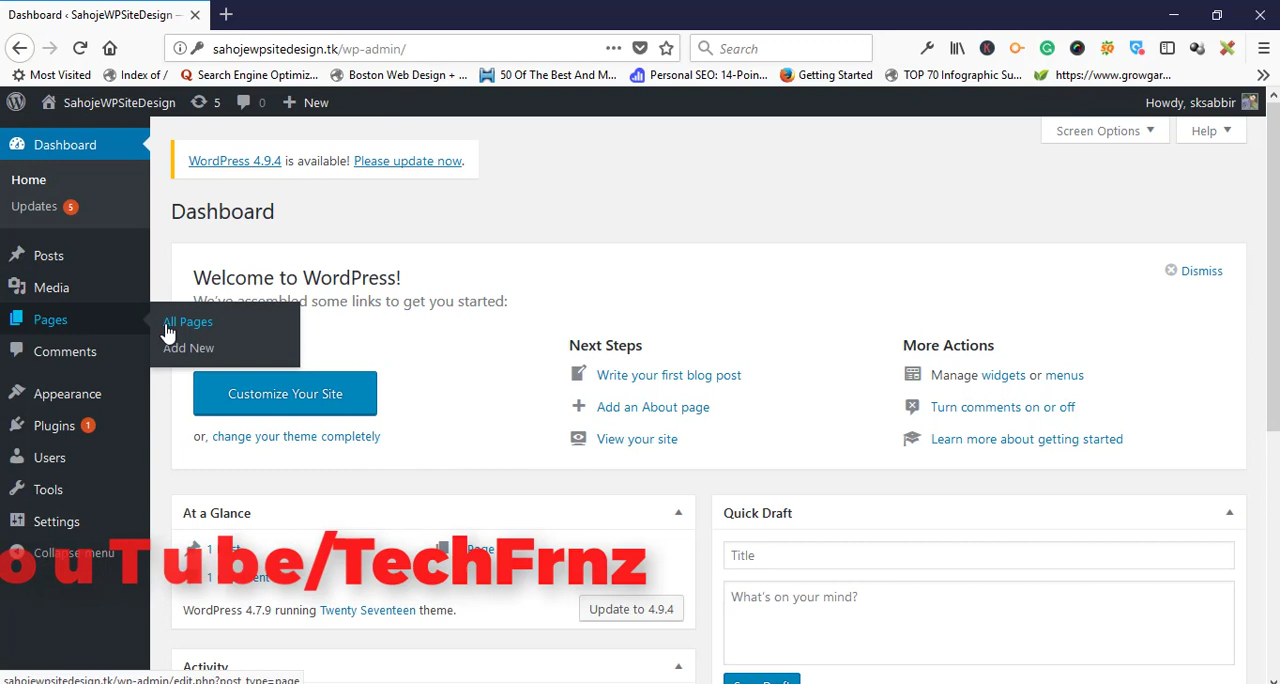 Dashboard ‹ SahojeWPSiteDesign —
sahojewpsitedesign.tk/wp-admin/
Search
Most Visited
Index of /
Search Engine Optimiz...
Boston Web Design + ...
50 Of The Best And M...
Personal SEO: 14-Poin...
Getting Started
TOP 70 Infographic Su...
https://www.growgar...
SahojeWPSiteDesign
5
0
New
Howdy, sksabbir
Dashboard
Home
Updates 5
Posts
Media
Pages
All Pages
Add New
Comments
Appearance
Plugins 1
Users
Tools
Settings
Collapse menu
Screen Options
Help
WordPress 4.9.4 is available! Please update now.
Dashboard
Welcome to WordPress!
We've assembled some links to get you started:
Dismiss
Customize Your Site
or, change your theme completely
Next Steps
Write your first blog post
Add an About page
View your site
More Actions
Manage widgets or menus
Turn comments on or off
Learn more about getting started
At a Glance
WordPress 4.7.9 running Twenty Seventeen theme.
Update to 4.9.4
Activity
Quick Draft
Title
What's on your mind?
Save Draft
ouTube/TechFrnz
sahojewpsitedesign.tk/wp-admin/edit.php?post_type=page